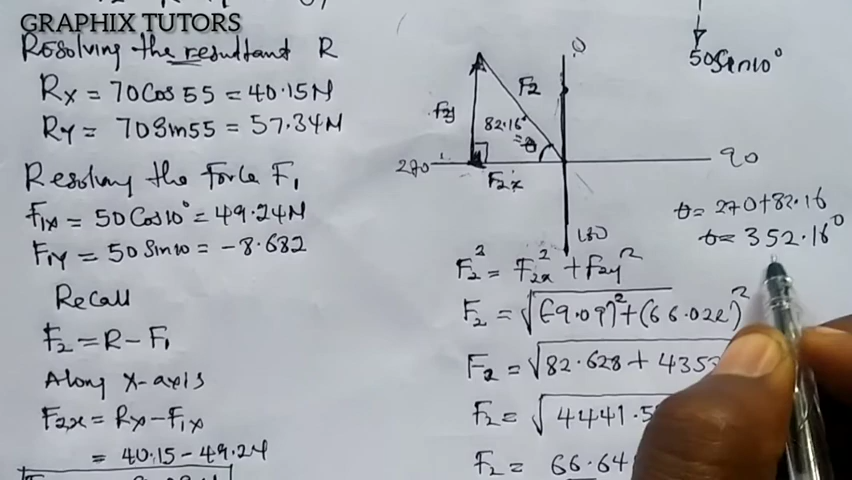 GRAPHIX TUTORS
Resolving the resultant R
Rx = 70Cos 55 = 40.15N
Ry = 70Sin55 = 57.34N
Resolving the force F1
F1x = 50Cos10° = 49.24N
F1Y = 50 Sin10 = -8.682
Recall
F2 = R - F1
Along x-axis
F2x = Rx - F1x
= 40.15 - 49.24
50Sin10°
0
F2
F2y
82.16°
= θ
270
90
F2x
180
θ = 270+82.16
θ = 352.16°
F2² = F2x² + F2y²
F2 = √(-9.09)² + (66.022)²
F2 = √82.628 + 435
F2 = √4441.5
F2 = 66.64